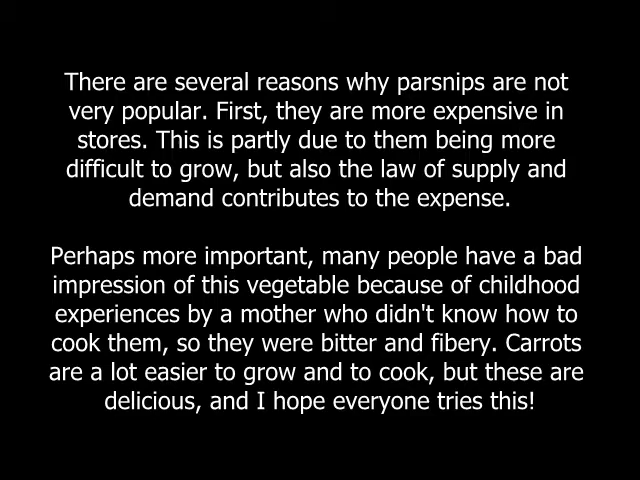 There are several reasons why parsnips are not
very popular. First, they are more expensive in
stores. This is partly due to them being more
difficult to grow, but also the law of supply and
demand contributes to the expense.
Perhaps more important, many people have a bad
impression of this vegetable because of childhood
experiences by a mother who didn't know how to
cook them, so they were bitter and fibery. Carrots
are a lot easier to grow and to cook, but these are
delicious, and I hope everyone tries this!